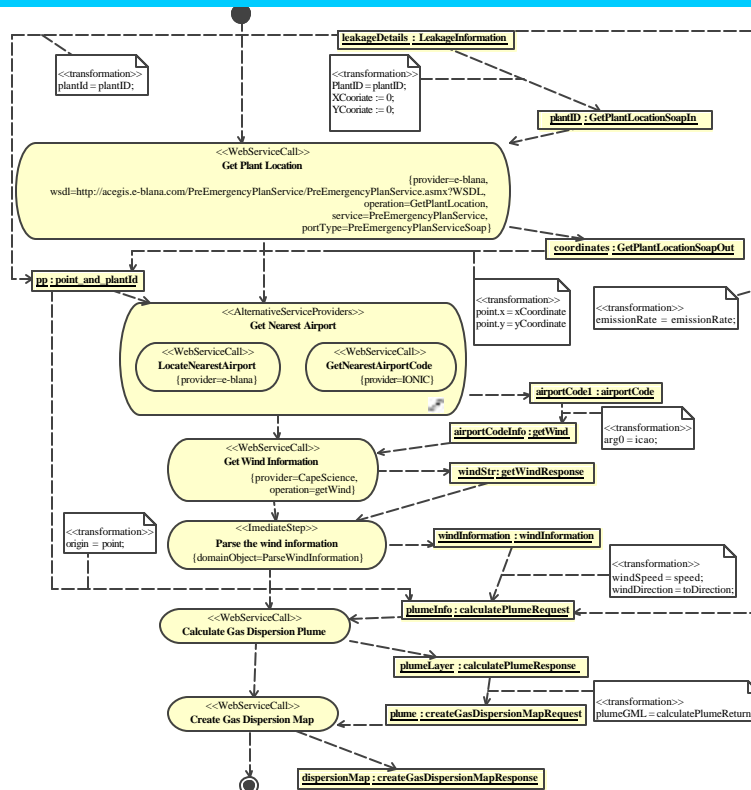 leakageDetails : LeakageInformation
<<transformation>>
plantId = plantID;
<<transformation>>
PlantID = plantID;
XCooriate := 0;
YCooriate := 0;
plantID : GetPlantLocationSoapIn
<<WebServiceCall>>
Get Plant Location
{provider=e-blana,
wsdl=http://acegis.e-blana.com/PreEmergencyPlanService/PreEmergencyPlanService.asmx?WSDL,
operation=GetPlantLocation,
service=PreEmergencyPlanService,
portType=PreEmergencyPlanServiceSoap}
coordinates : GetPlantLocationSoapOut
pp : point_and_plantId
<<transformation>>
point.x = xCoordinate
point.y = yCoordinate
<<transformation>>
emissionRate = emissionRate;
<<AlternativeServiceProviders>>
Get Nearest Airport
<<WebServiceCall>>
LocateNearestAirport
{provider=e-blana}
<<WebServiceCall>>
GetNearestAirportCode
{provider=IONIC}
airportCode1 : airportCode
<<transformation>>
arg0 = icao;
airportCodeInfo : getWind
<<WebServiceCall>>
Get Wind Information
{provider=CapeScience,
operation=getWind}
windStr: getWindResponse
<<transformation>>
origin = point;
<<ImediateStep>>
Parse the wind information
{domainObject=ParseWindInformation}
windInformation : windInformation
<<transformation>>
windSpeed = speed;
windDirection = toDirection;
plumeInfo : calculatePlumeRequest
<<WebServiceCall>>
Calculate Gas Dispersion Plume
plumeLayer : calculatePlumeResponse
<<WebServiceCall>>
Create Gas Dispersion Map
plume : createGasDispersionMapRequest
<<transformation>>
plumeGML = calculatePlumeReturn
dispersionMap : createGasDispersionMapResponse